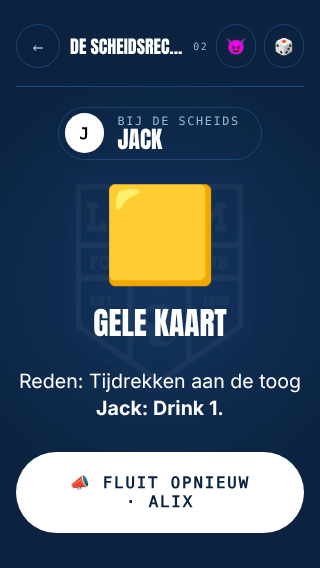 ←
DE SCHEIDSREC...
02
BIJ DE SCHEIDS
J
JACK
GELE KAART
Reden: Tijdrekken aan de toog
Jack: Drink 1.
FLUIT OPNIEUW
· ALIX